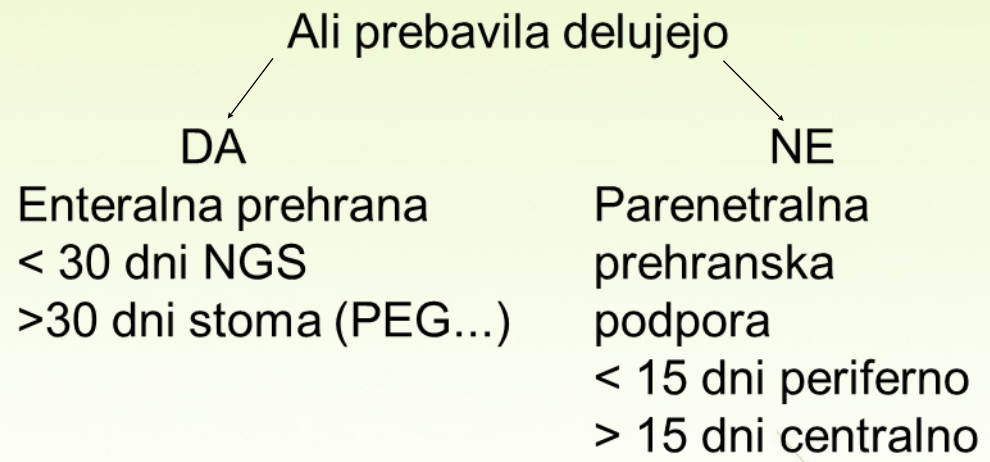 Ali prebavila delujejo
DA
Enteralna prehrana
< 30 dni NGS
>30 dni stoma (PEG...)
NE
Parenetralna
prehranska
podpora
< 15 dni periferno
> 15 dni centralno